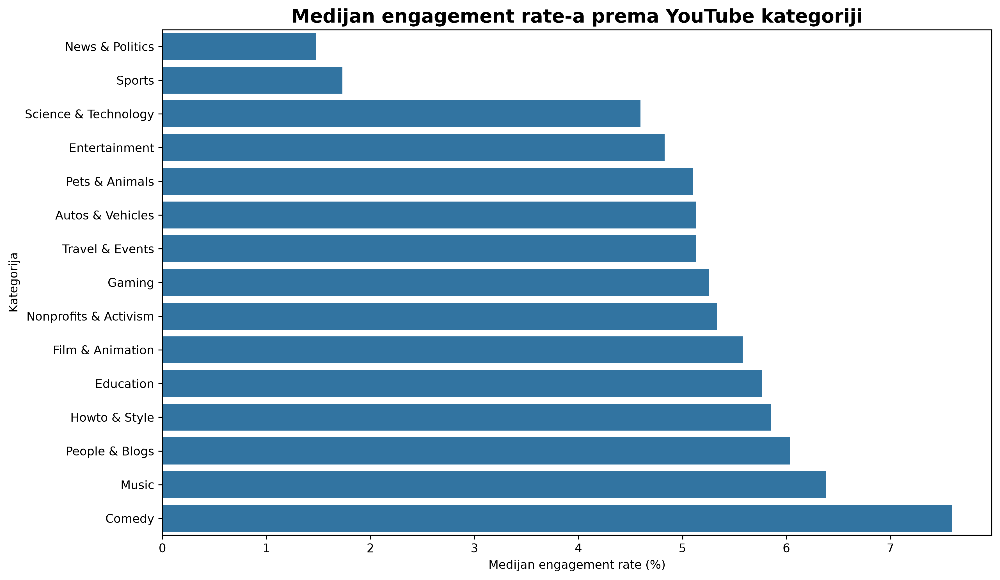 Medijan engagement rate-a prema YouTube kategoriji
Kategorija
News & Politics
Sports
Science & Technology
Entertainment
Pets & Animals
Autos & Vehicles
Travel & Events
Gaming
Nonprofits & Activism
Film & Animation
Education
Howto & Style
People & Blogs
Music
Comedy
0 1 2 3 4 5 6 7
Medijan engagement rate (%)